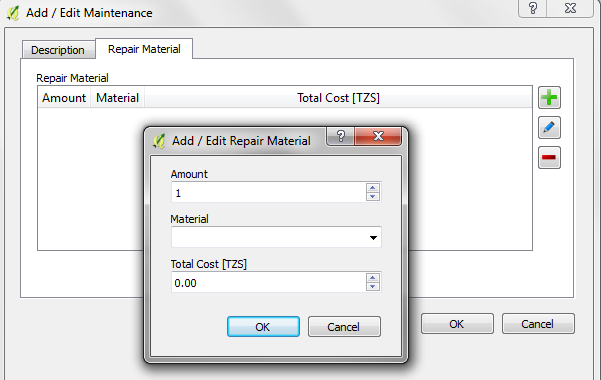 Add / Edit Maintenance
Description
Repair Material
Repair Material
Amount Material Total Cost [TZS]
Add / Edit Repair Material
Amount
1
Material
Total Cost [TZS]
0.00
OK Cancel
OK Cancel